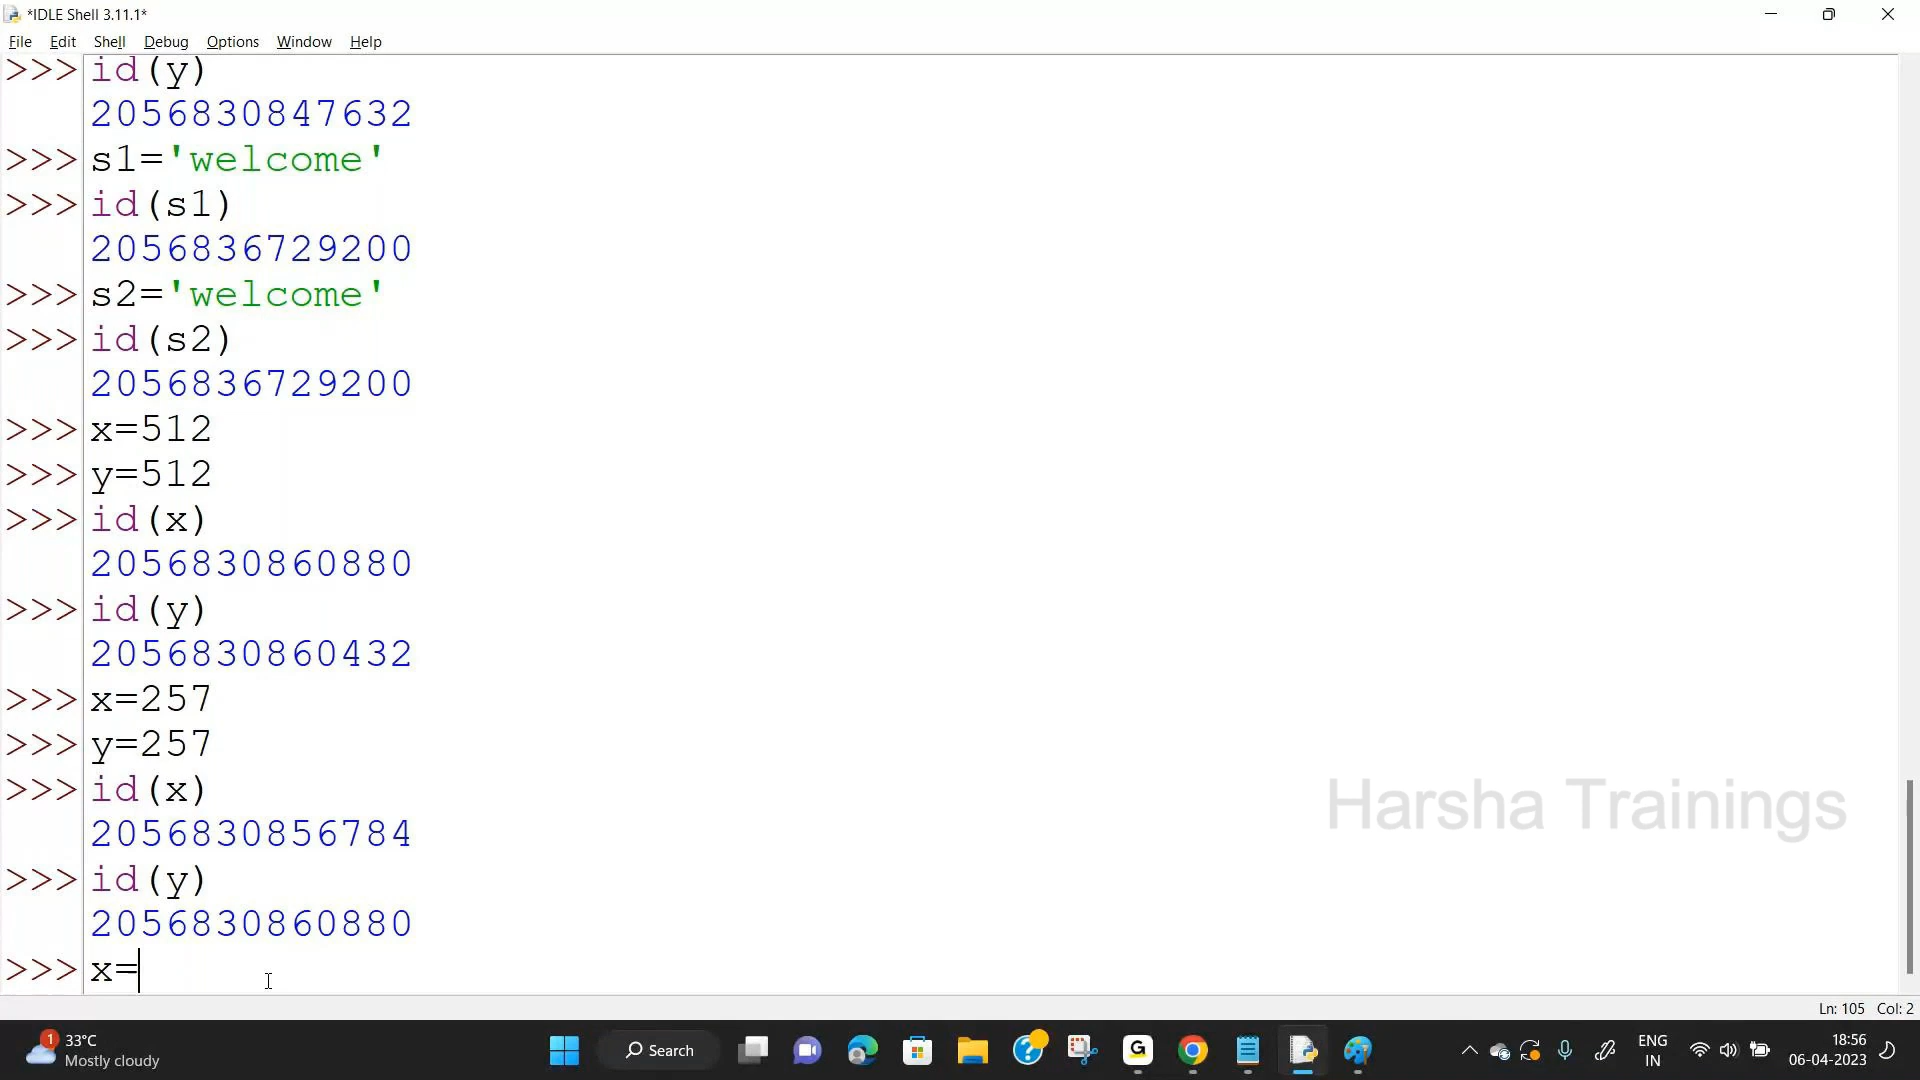 *IDLE Shell 3.11.1*
File Edit Shell Debug Options Window Help
>>> id(y)
2056830847632
>>> s1='welcome'
>>> id(s1)
2056836729200
>>> s2='welcome'
>>> id(s2)
2056836729200
>>> x=512
>>> y=512
>>> id(x)
2056830860880
>>> id(y)
2056830860432
>>> x=257
>>> y=257
>>> id(x)
2056830856784
>>> id(y)
2056830860880
>>> x=
Harsha Trainings
Ln: 105 Col: 2
1
33°C
Mostly cloudy
Search
G
ENG
IN
18:56
06-04-2023